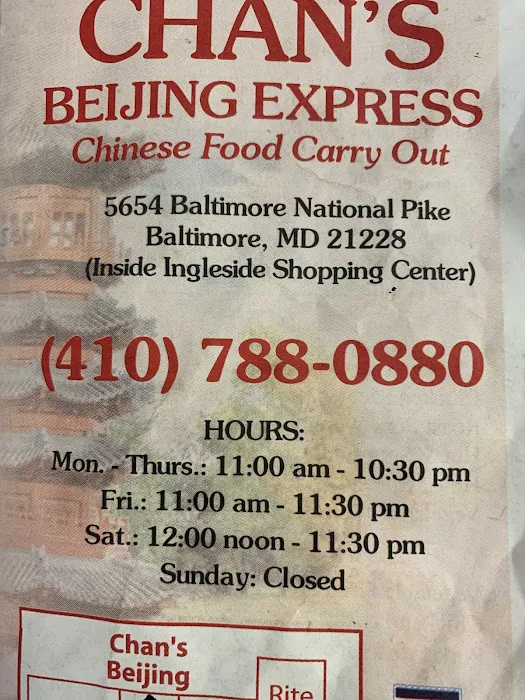 CHAN'S
BEIJING EXPRESS
Chinese Food Carry Out
5654 Baltimore National Pike
Baltimore, MD 21228
(Inside Ingleside Shopping Center)
(410) 788-0880
HOURS:
Mon. - Thurs.: 11:00 am - 10:30 pm
Fri.: 11:00 am - 11:30 pm
Sat.: 12:00 noon - 11:30 pm
Sunday: Closed
Chan's
Beijing
Rite